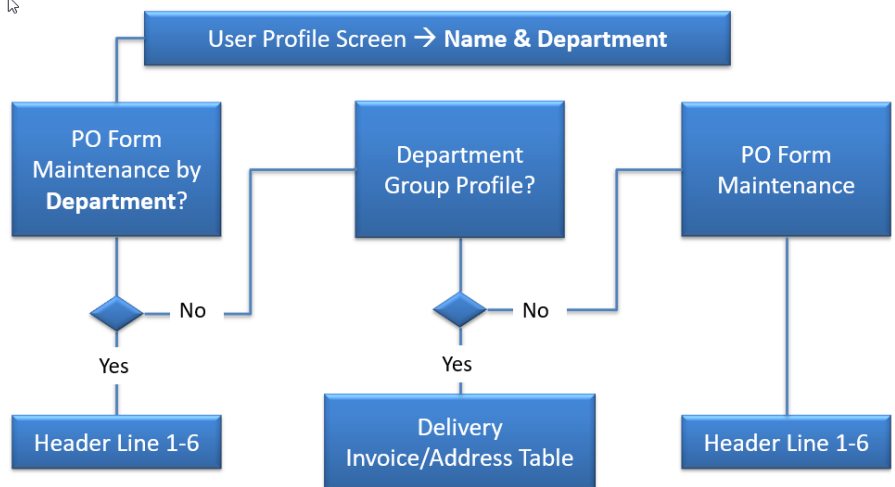 User Profile Screen → Name & Department
PO Form
Maintenance by
Department?
Department
Group Profile?
PO Form
Maintenance
No
No
Yes
Yes
Header Line 1-6
Delivery
Invoice/Address Table
Header Line 1-6